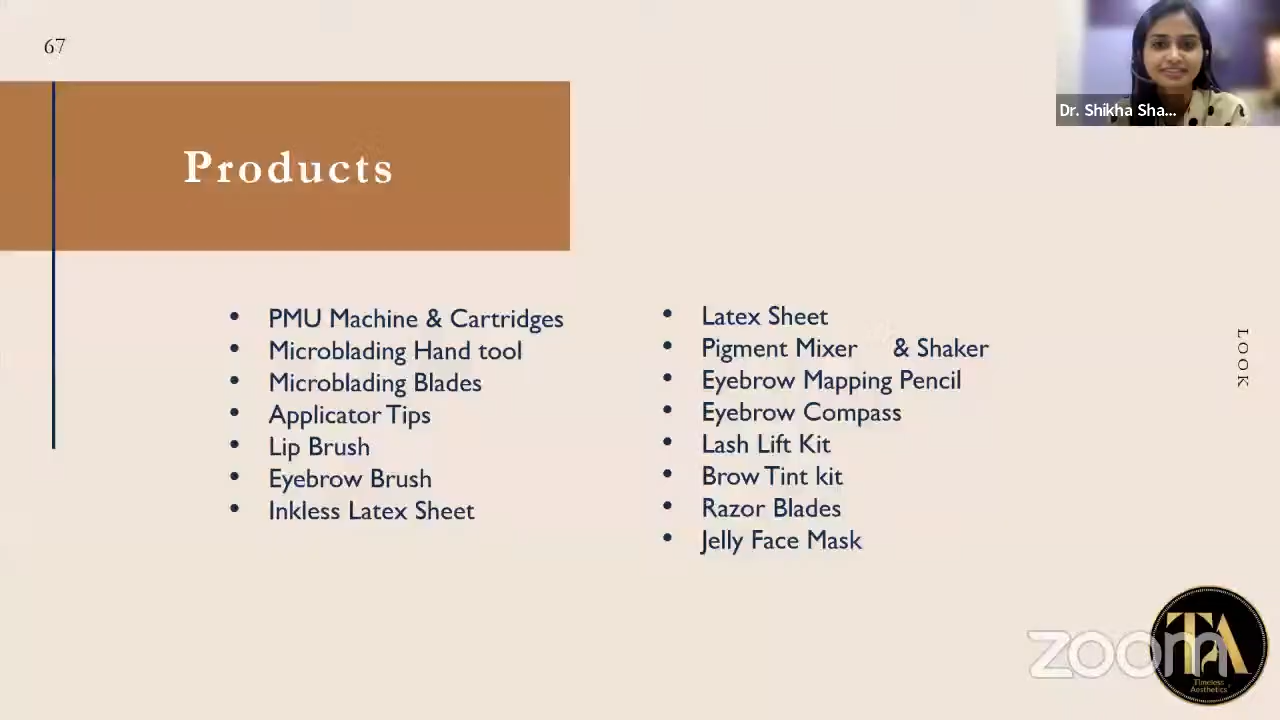 67
Dr. Shikha Sha...
Products
• PMU Machine & Cartridges
• Microblading Hand tool
• Microblading Blades
• Applicator Tips
• Lip Brush
• Eyebrow Brush
• Inkless Latex Sheet
• Latex Sheet
• Pigment Mixer & Shaker
• Eyebrow Mapping Pencil
• Eyebrow Compass
• Lash Lift Kit
• Brow Tint kit
• Razor Blades
• Jelly Face Mask
LOOK
zoom
TA
Timeless
Aesthetics